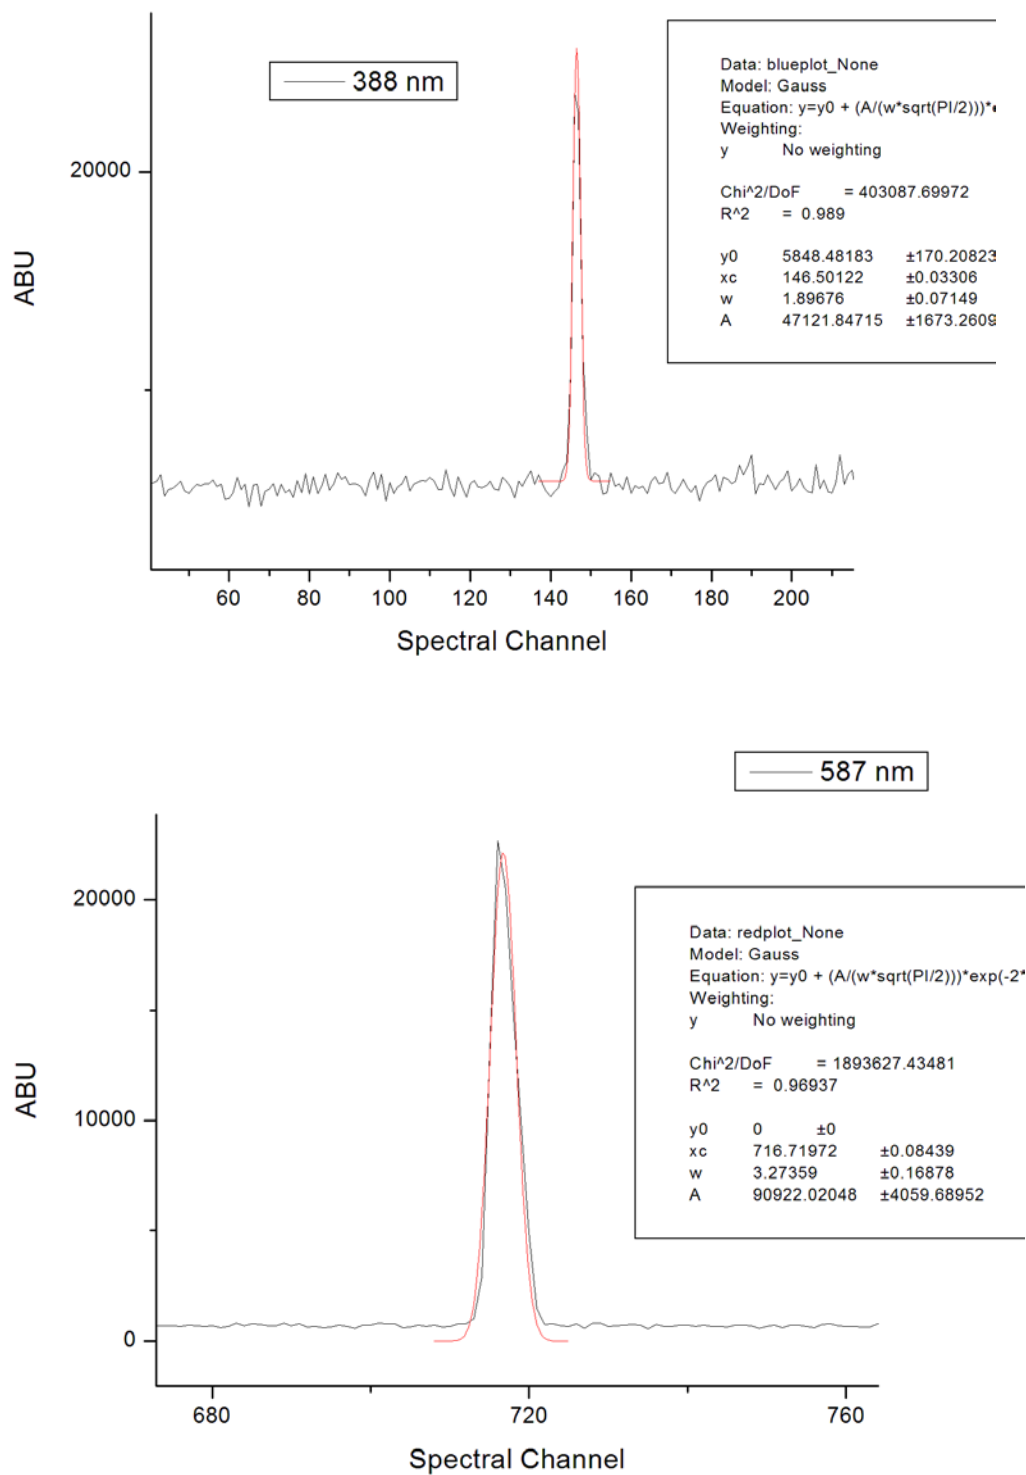 388 nm
Data: blueplot_None
Model: Gauss
Equation: y=y0 + (A/(w*sqrt(PI/2)))*
Weighting:
y No weighting
Chi^2/DoF = 403087.69972
R^2 = 0.989
y0 5848.48183 ±170.20823
xc 146.50122 ±0.03306
w 1.89676 ±0.07149
A 47121.84715 ±1673.2609
20000
ABU
60 80 100 120 140 160 180 200
Spectral Channel
587 nm
Data: redplot_None
Model: Gauss
Equation: y=y0 + (A/(w*sqrt(PI/2)))*exp(-2*
Weighting:
y No weighting
Chi^2/DoF = 1893627.43481
R^2 = 0.96937
y0 0 ±0
xc 716.71972 ±0.08439
w 3.27359 ±0.16878
A 90922.02048 ±4059.68952
20000
10000
0
ABU
680 720 760
Spectral Channel